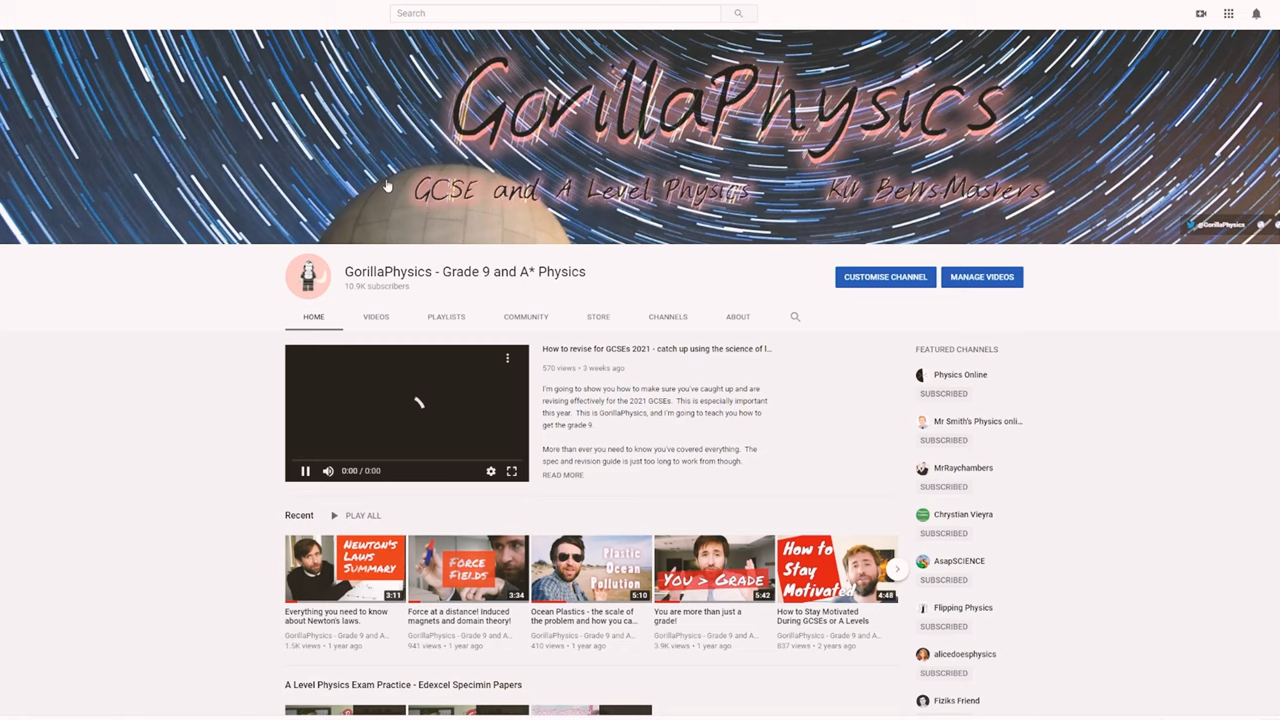 Search
GorillaPhysics
GCSE and A Level Physics
@GorillaPhysics
GorillaPhysics - Grade 9 and A* Physics
10.9K subscribers
CUSTOMISE CHANNEL
MANAGE VIDEOS
HOME
VIDEOS
PLAYLISTS
COMMUNITY
STORE
CHANNELS
ABOUT
0:00 / 0:00
How to revise for GCSEs 2021 - catch up using the science of l...
570 views • 3 weeks ago
I'm going to show you how to make sure you've caught up and are
revising effectively for the 2021 GCSEs. This is especially important
this year. This is GorillaPhysics, and I'm going to teach you how to
get the grade 9.
More than ever you need to know you've covered everything. The
spec and revision guide is just too long to work from though.
READ MORE
FEATURED CHANNELS
Physics Online
SUBSCRIBED
Mr Smith's Physics onli...
SUBSCRIBED
MrRaychambers
SUBSCRIBED
Chrystian Vieyra
SUBSCRIBED
AsapSCIENCE
SUBSCRIBED
Flipping Physics
SUBSCRIBED
alicedoesphysics
SUBSCRIBED
Fiziks Friend
Recent
PLAY ALL
NEWTON'S
LAWS
SUMMARY
3:11
Everything you need to know
about Newton's laws.
GorillaPhysics - Grade 9 and A...
1.5K views • 1 year ago
FORCE
FIELDS
3:34
Force at a distance! Induced
magnets and domain theory!
GorillaPhysics - Grade 9 and A...
941 views • 1 year ago
Plastic
Ocean
Pollution
5:10
Ocean Plastics - the scale of
the problem and how you ca...
GorillaPhysics - Grade 9 and A...
410 views • 1 year ago
YOU > GRADE
5:42
You are more than just a
grade!
GorillaPhysics - Grade 9 and A...
3.9K views • 1 year ago
How to
Stay
Motivated
4:48
How to Stay Motivated
During GCSEs or A Levels
GorillaPhysics - Grade 9 and A...
837 views • 2 years ago
A Level Physics Exam Practice - Edexcel Specimin Papers